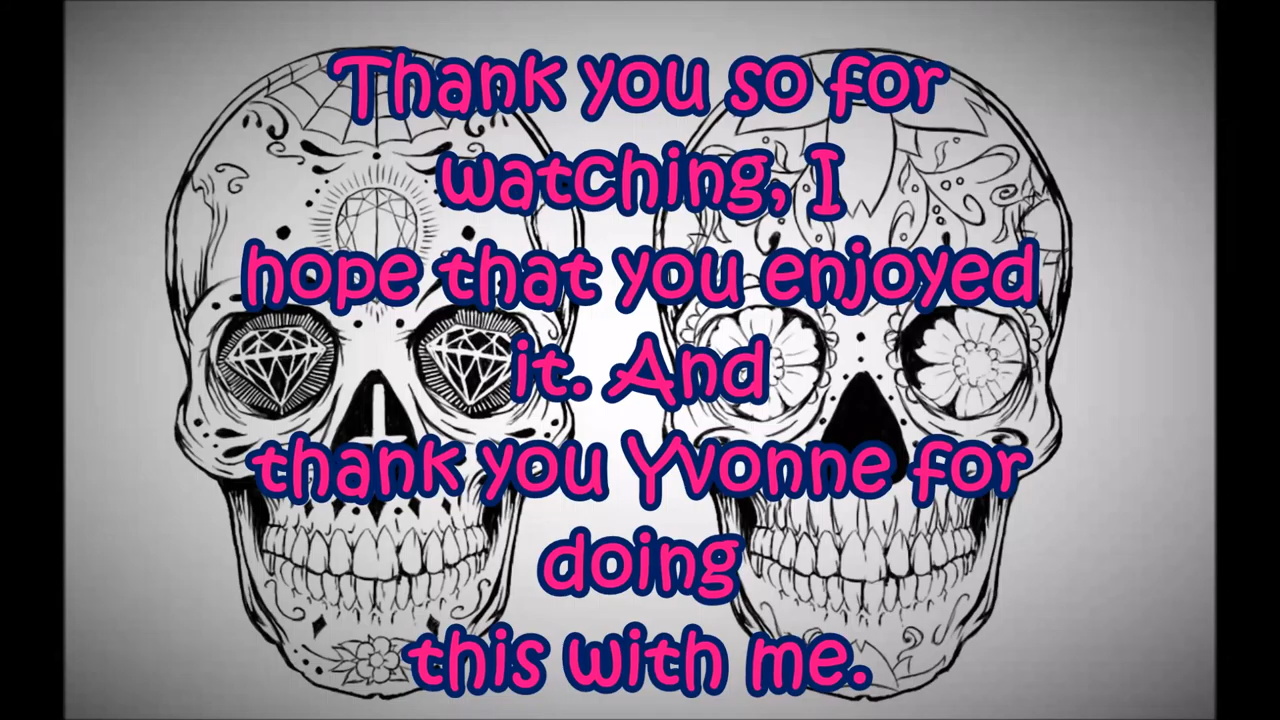 Thank you so for
watching, I
hope that you enjoyed
it. And
thank you Yvonne for
doing
this with me.